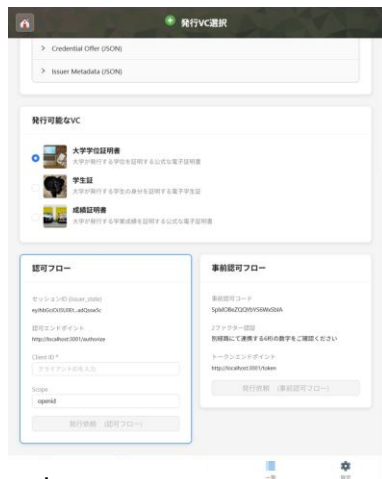 発行VC選択
> Credential Offer (JSON)
> Issuer Metadata (JSON)
発行可能なVC
大学学位証明書
大学が発行する学位を証明する公式な電子証明書
学生証
大学が発行する学生の身分を証明する電子学生証
成績証明書
大学が発行する学業成績を証明する公式な電子証明書
認可フロー
セッションID (issuer_state)
認可エンドポイント
http://localhost:3001/authorize
Client ID *
クライアントIDを入力
Scope
openid
発行依頼 (認可フロー)
事前認可フロー
事前認可コード
SplxlOBeZQQYbYS6WxSbIA
2ファクター認証
別経路にて連携する6桁の数字をご確認ください
トークンエンドポイント
http://localhost:3001/token
発行依頼 (事前認可フロー)
一覧
設定